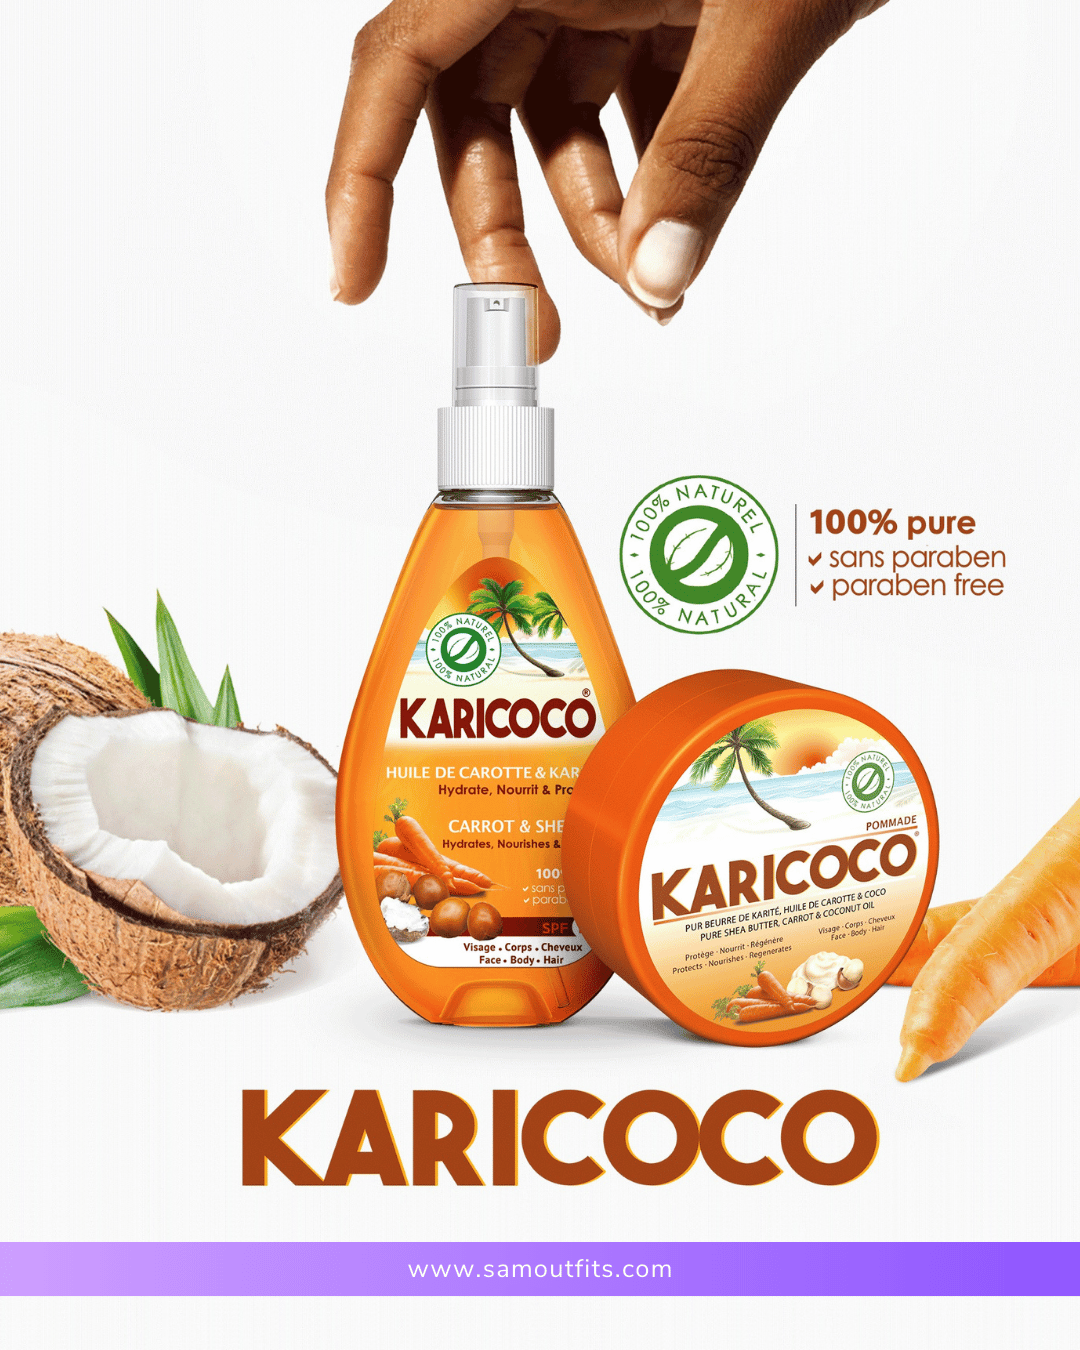 100% NATUREL
100% NATURAL
100% pure
sans paraben
paraben free
100% NATUREL
100% NATURAL
KARICOCO®
HUILE DE CAROTTE & KAR
Hydrate, Nourrit & Pro
CARROT & SHE
Hydrates, Nourishes &
100
sans p
parab
SPF
Visage • Corps • Cheveux
Face • Body • Hair
100% NATUREL
100% NATURAL
POMMADE
KARICOCO®
PUR BEURRE DE KARITÉ, HUILE DE CAROTTE & COCO
PURE SHEA BUTTER, CARROT & COCONUT OIL
Protège - Nourrit - Régénère
Protects - Nourishes - Regenerates
Visage - Corps - Cheveux
Face - Body - Hair
KARICOCO
www.samoutfits.com